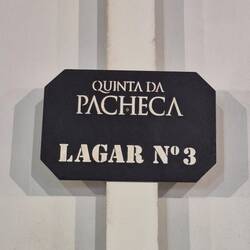 QUINTA DA
PACHECA
LAGAR Nº 3